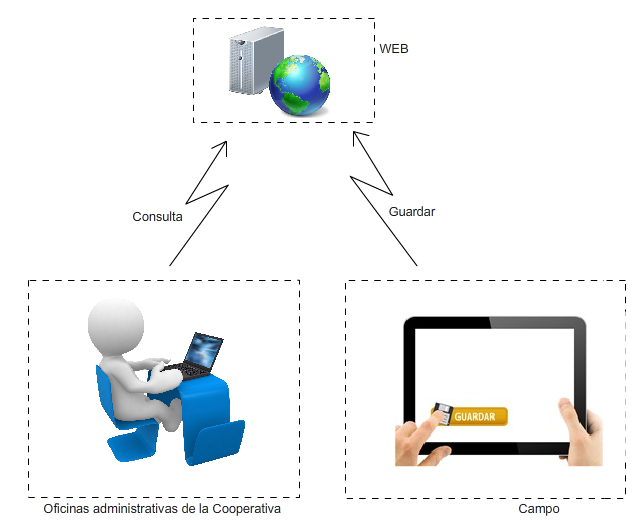 WEB
Consulta
Guardar
GUARDAR
Oficinas administrativas de la Cooperativa
Campo